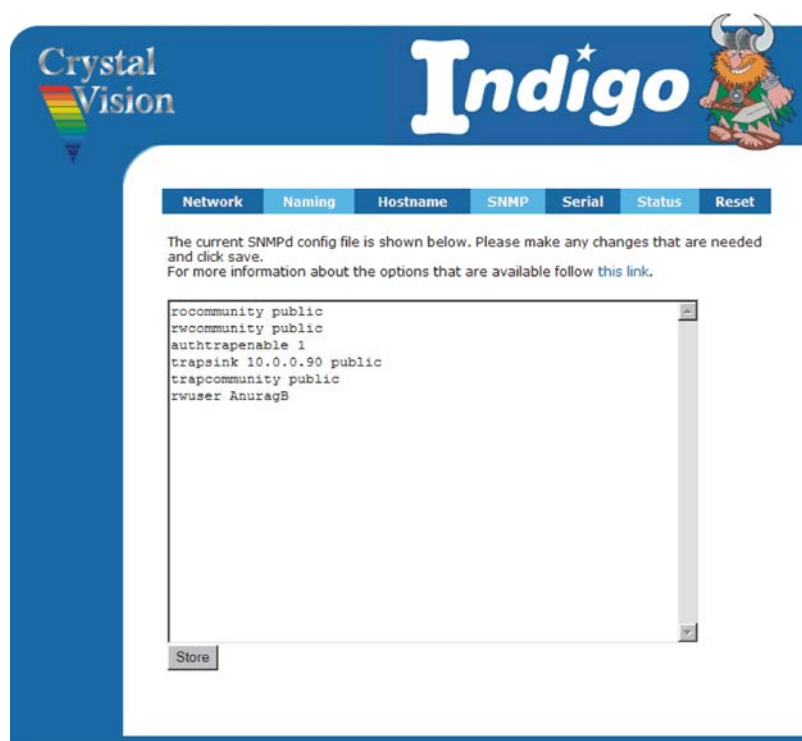 Crystal
Vision
Indigo
Network Naming Hostname SNMP Serial Status Reset
The current SNMPd config file is shown below. Please make any changes that are needed
and click save.
For more information about the options that are available follow this link.
rocommunity public
rwcommunity public
authtrapenable 1
trapsink 10.0.0.90 public
trapcommunity public
rwuser AnuragB
Store